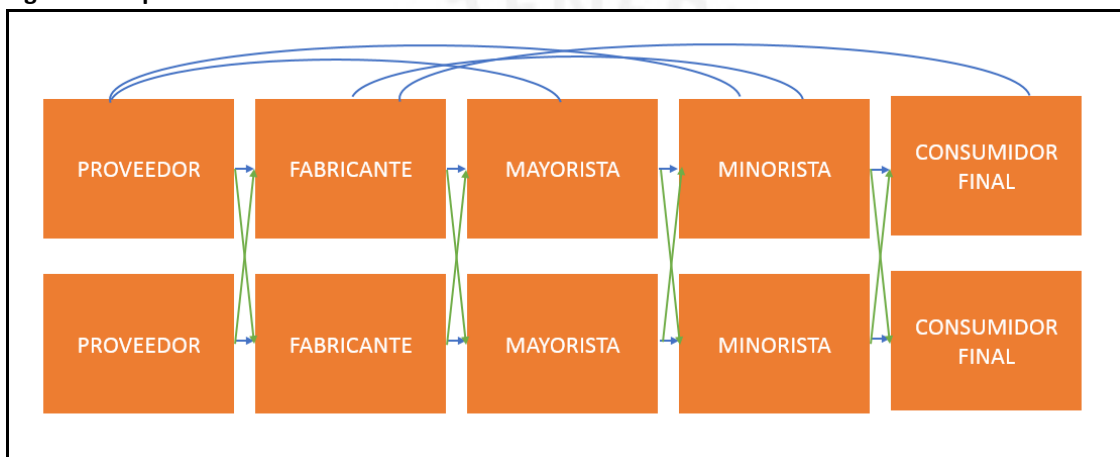 PROVEEDOR
FABRICANTE
MAYORISTA
MINORISTA
CONSUMIDOR
FINAL
PROVEEDOR
FABRICANTE
MAYORISTA
MINORISTA
CONSUMIDOR
FINAL